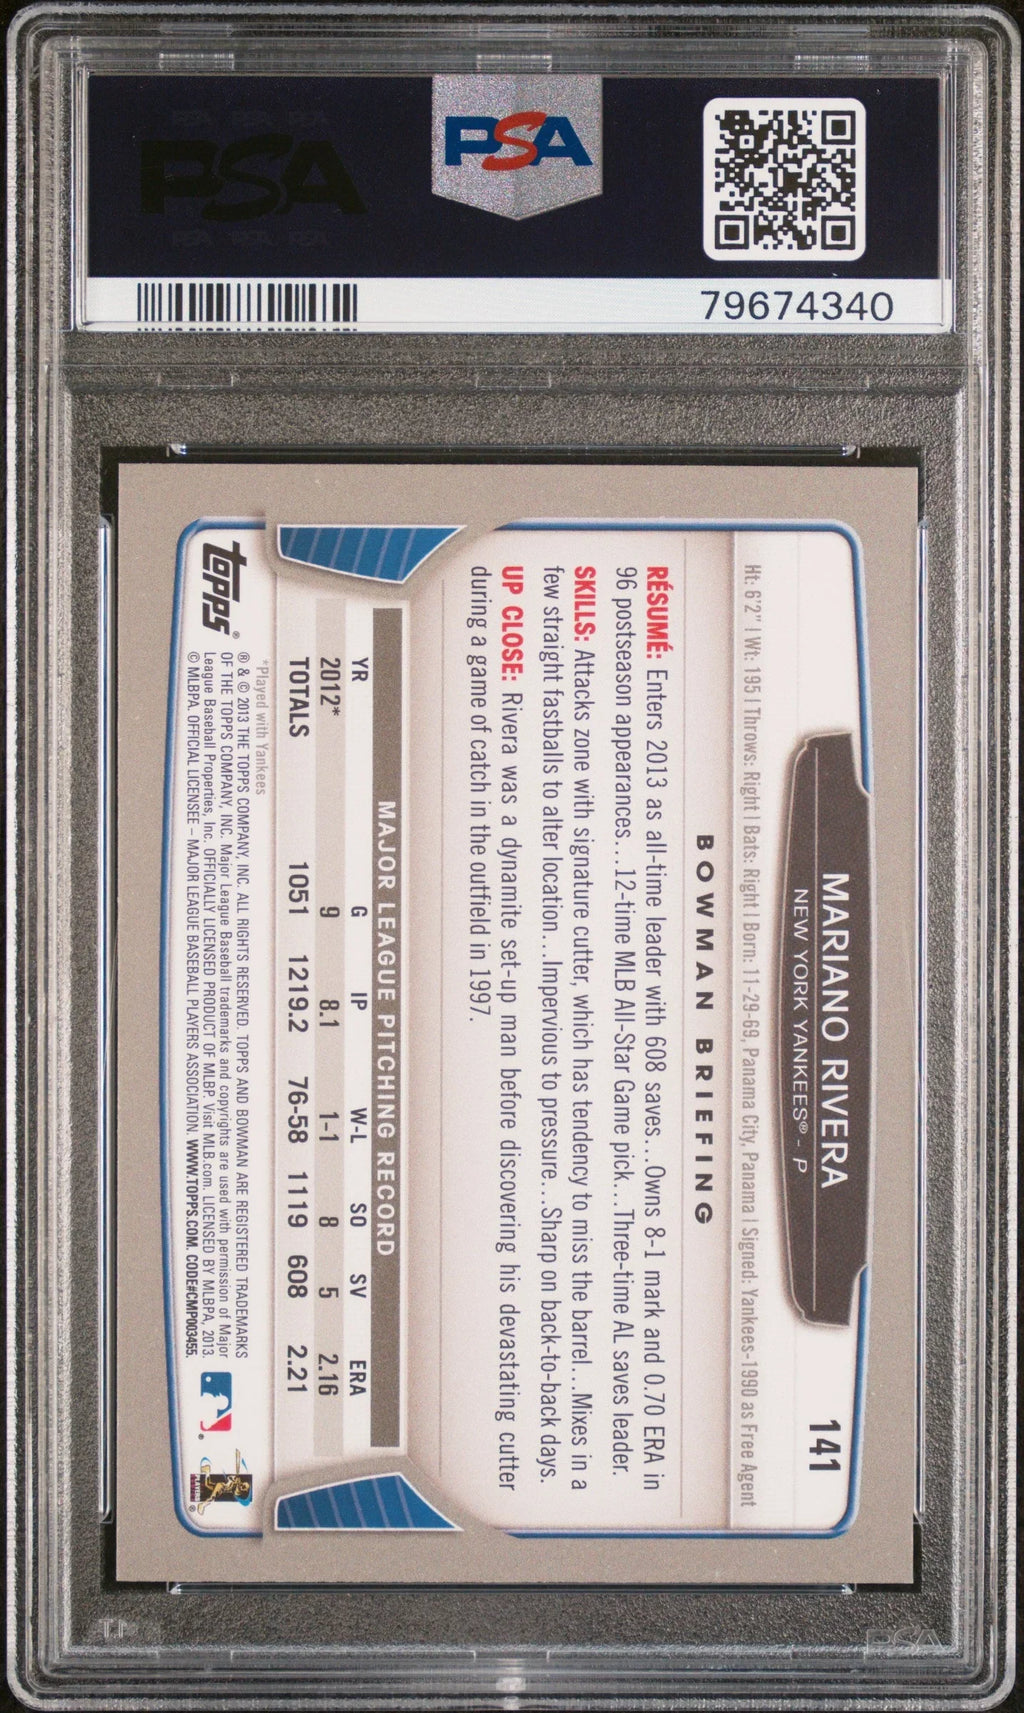 PSA
PSA
79674340
141
MARIANO RIVERA
NEW YORK YANKEES® - P
Ht: 6'2" | Wt: 195 | Throws: Right | Bats: Right | Born: 11-29-69, Panama City, Panama | Signed: Yankees-1990 as Free Agent
BOWMAN BRIEFING
RÉSUMÉ: Enters 2013 as all-time leader with 608 saves...Owns 8-1 mark and 0.70 ERA in
96 postseason appearances...12-time MLB All-Star Game pick...Three-time AL saves leader.
SKILLS: Attacks zone with signature cutter, which has tendency to miss the barrel...Mixes in a
few straight fastballs to alter location...Impervious to pressure...Sharp on back-to-back days.
UP CLOSE: Rivera was a dynamite set-up man before discovering his devastating cutter
during a game of catch in the outfield in 1997.
MAJOR LEAGUE PITCHING RECORD
YR G IP W-L SO SV ERA
2012* 9 8.1 1-1 8 5 2.16
TOTALS 1051 1219.2 76-58 1119 608 2.21
*Played with Yankees
® & © 2013 THE TOPPS COMPANY, INC. ALL RIGHTS RESERVED. TOPPS AND BOWMAN ARE REGISTERED TRADEMARKS
OF THE TOPPS COMPANY, INC. Major League Baseball trademarks and copyrights are used with permission of Major
League Baseball Properties, Inc. OFFICIALLY LICENSED PRODUCT OF MLBP. Visit MLB.com. LICENSED BY MLBPA, 2013.
© MLBPA. OFFICIAL LICENSEE – MAJOR LEAGUE BASEBALL PLAYERS ASSOCIATION. WWW.TOPPS.COM. CODE#CMP003455.
topps®
PSA